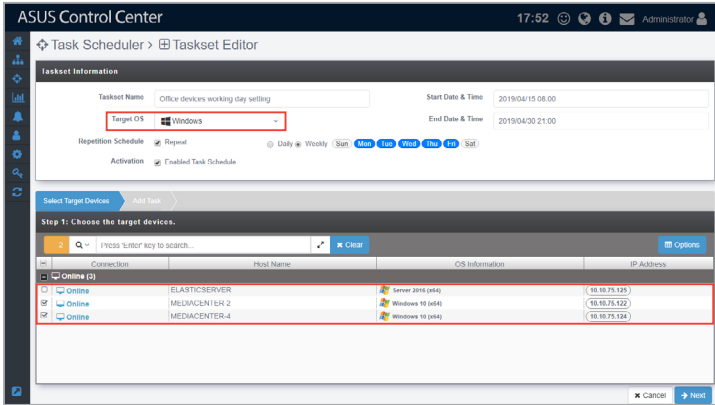 ASUS Control Center
17:52 Administrator
Task Scheduler > Taskset Editor
Taskset Information
Taskset Name Office devices working day setting Start Date & Time 2019/04/15 08:00
Target OS Windows End Date & Time 2019/04/30 21:00
Repetition Schedule Repeat Daily Weekly Sun Mon Tue Wed Thu Fri Sat
Activation Enabled Task Schedule
Select Target Devices Add Task
Step 1: Choose the target devices.
2 Press 'Enter' key to search... Clear Options
Connection Host Name OS Information IP Address
Online (3)
Online ELASTICSERVER Server 2016 (x64) 10.10.75.125
Online MEDIACENTER-2 Windows 10 (x64) 10.10.75.122
Online MEDIACENTER-4 Windows 10 (x64) 10.10.75.124
Cancel Next